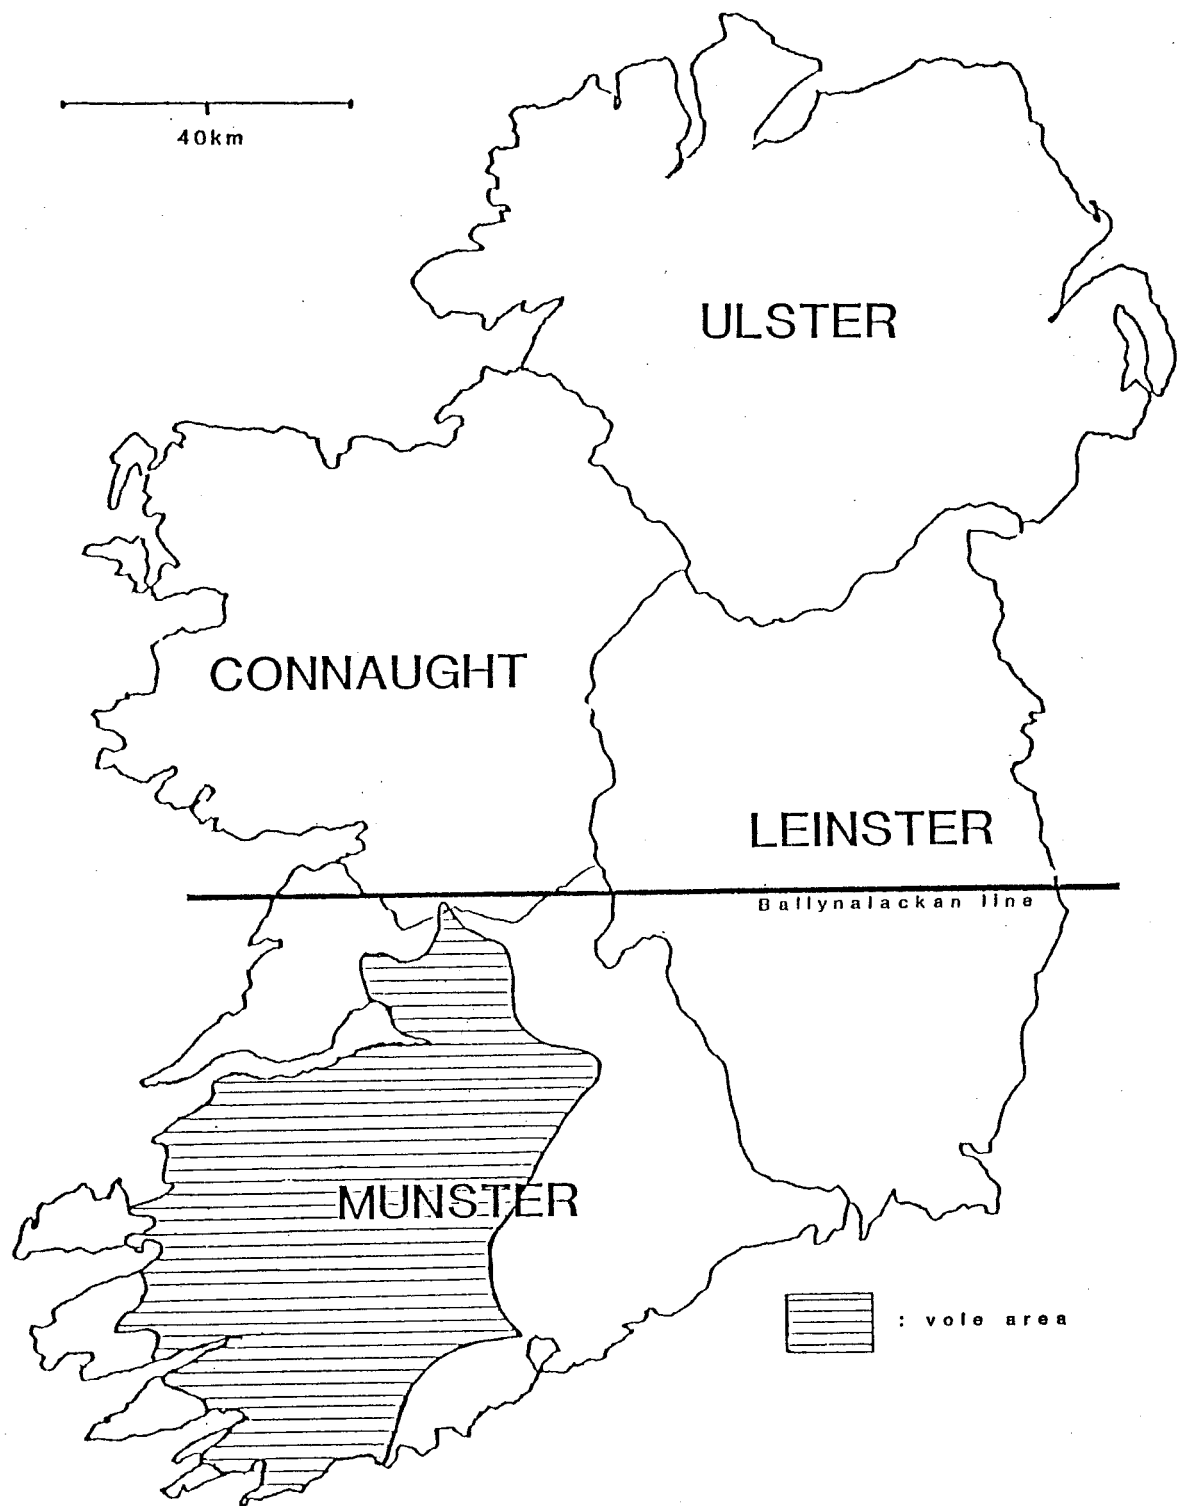 40km
ULSTER
CONNAUGHT
LEINSTER
Ballynalackan line
MUNSTER
: vole area